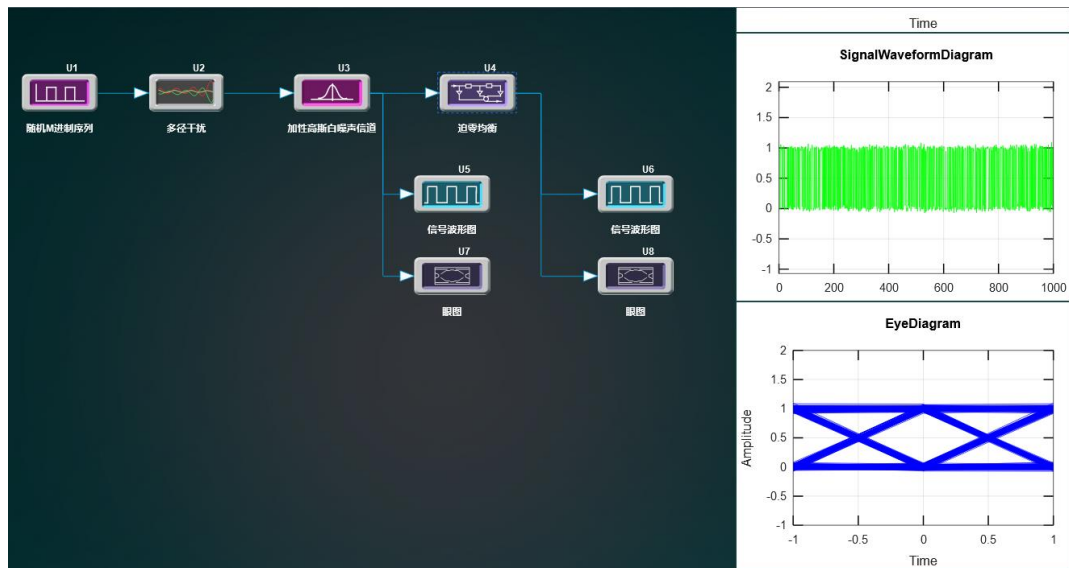 U1
U2
U3
U4
随机M进制序列
多径干扰
加性高斯白噪声信道
迫零均衡
U5
U6
信号波形图
信号波形图
U7
U8
眼图
眼图
Time
SignalWaveformDiagram
2
1.5
1
0.5
0
-0.5
-1
0
200
400
600
800
1000
EyeDiagram
Amplitude
2
1.5
1
0.5
0
-0.5
-1
-1
-0.5
0
0.5
1
Time